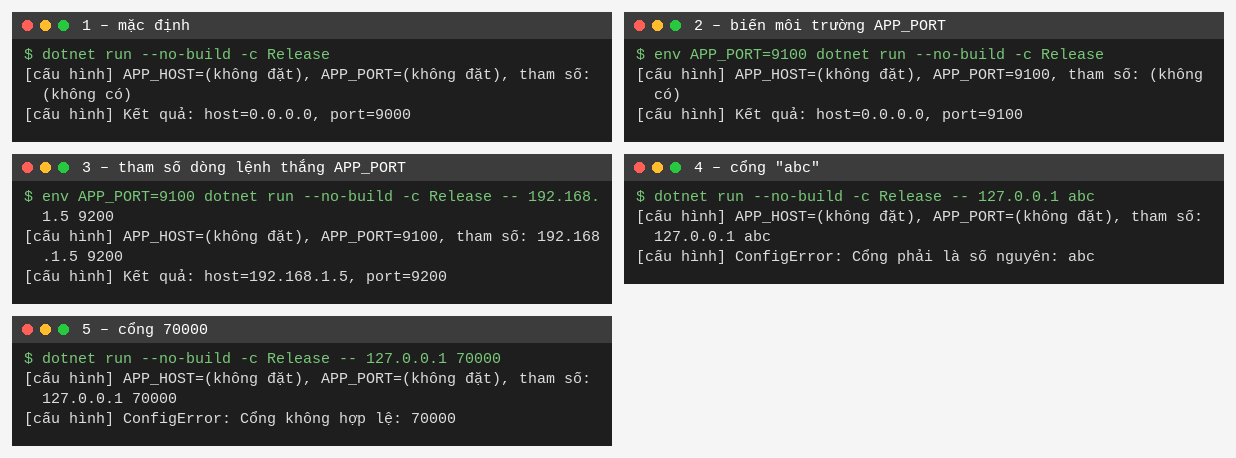 1 – mặc định
$ dotnet run --no-build -c Release
[cấu hình] APP_HOST=(không đặt), APP_PORT=(không đặt), tham số:
(không có)
[cấu hình] Kết quả: host=0.0.0.0, port=9000
2 – biến môi trường APP_PORT
$ env APP_PORT=9100 dotnet run --no-build -c Release
[cấu hình] APP_HOST=(không đặt), APP_PORT=9100, tham số: (không
có)
[cấu hình] Kết quả: host=0.0.0.0, port=9100
3 – tham số dòng lệnh thắng APP_PORT
$ env APP_PORT=9100 dotnet run --no-build -c Release -- 192.168.
1.5 9200
[cấu hình] APP_HOST=(không đặt), APP_PORT=9100, tham số: 192.168
.1.5 9200
[cấu hình] Kết quả: host=192.168.1.5, port=9200
4 – cổng "abc"
$ dotnet run --no-build -c Release -- 127.0.0.1 abc
[cấu hình] APP_HOST=(không đặt), APP_PORT=(không đặt), tham số:
127.0.0.1 abc
[cấu hình] ConfigError: Cổng phải là số nguyên: abc
5 – cổng 70000
$ dotnet run --no-build -c Release -- 127.0.0.1 70000
[cấu hình] APP_HOST=(không đặt), APP_PORT=(không đặt), tham số:
127.0.0.1 70000
[cấu hình] ConfigError: Cổng không hợp lệ: 70000